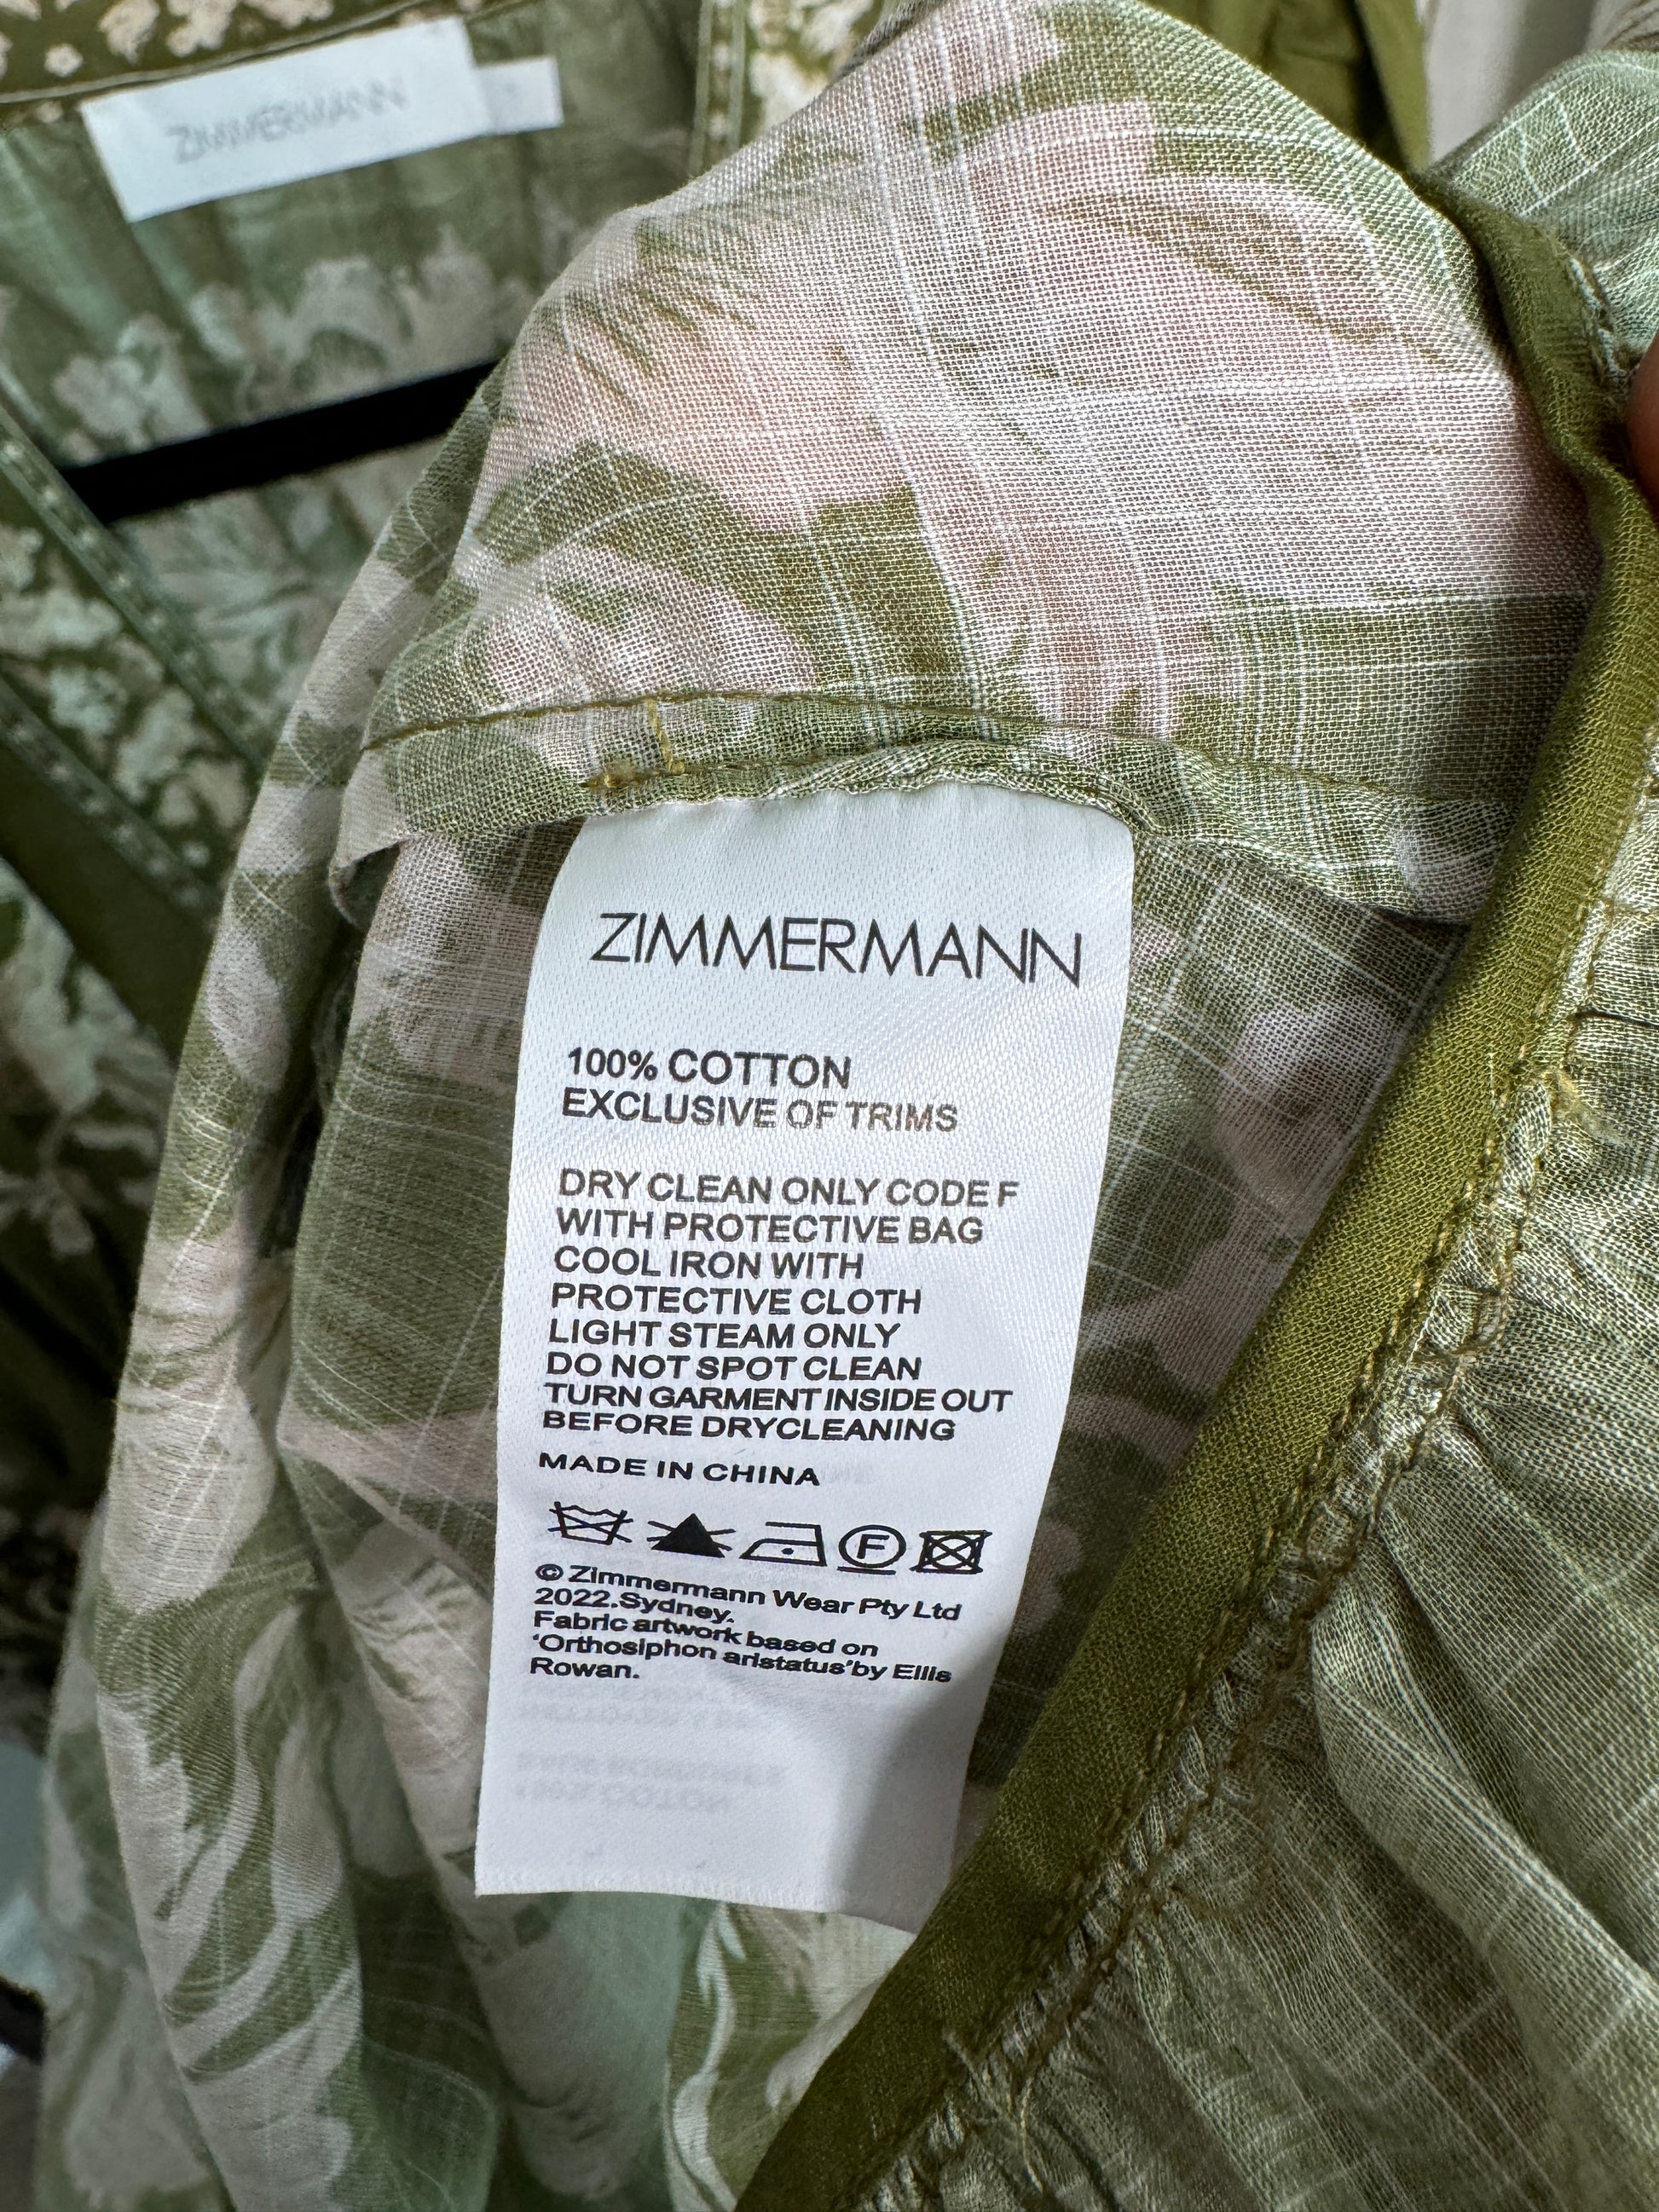 ZIMMERMANN
ZIMMERMANN
100% COTTON
EXCLUSIVE OF TRIMS
DRY CLEAN ONLY CODE F
WITH PROTECTIVE BAG
COOL IRON WITH
PROTECTIVE CLOTH
LIGHT STEAM ONLY
DO NOT SPOT CLEAN
TURN GARMENT INSIDE OUT
BEFORE DRYCLEANING
MADE IN CHINA
F
© Zimmermann Wear Pty Ltd
2022.Sydney.
Fabric artwork based on
'Orthosiphon aristatus'by Ellis
Rowan.